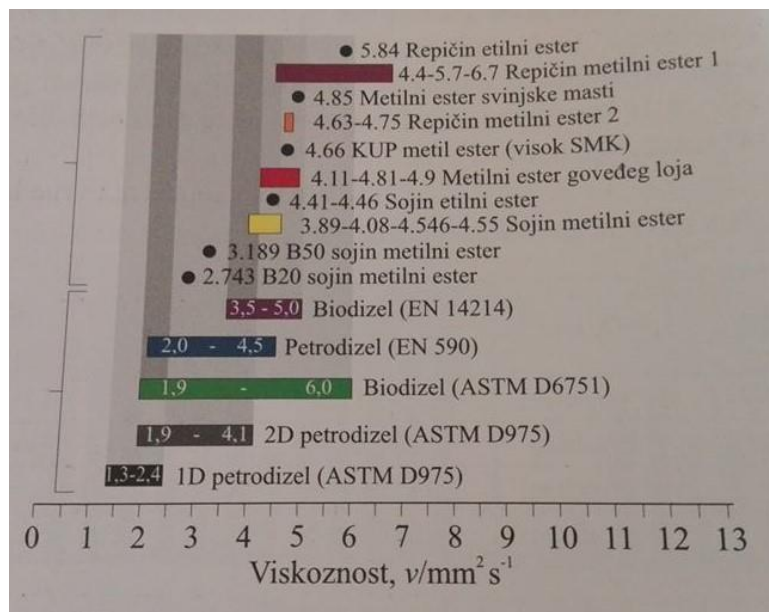 5.84 Repičin etilni ester
4.4-5.7-6.7 Repičin metilni ester 1
4.85 Metilni ester svinjske masti
4.63-4.75 Repičin metilni ester 2
4.66 KUP metil ester (visok SMK)
4.11-4.81-4.9 Metilni ester goveđeg loja
4.41-4.46 Sojin etilni ester
3.89-4.08-4.546-4.55 Sojin metilni ester
3.189 B50 sojin metilni ester
2.743 B20 sojin metilni ester
3,5 - 5,0 Biodizel (EN 14214)
2,0 - 4,5 Petrodizel (EN 590)
1,9 - 6,0 Biodizel (ASTM D6751)
1,9 - 4,1 2D petrodizel (ASTM D975)
1,3-2,4 1D petrodizel (ASTM D975)
0 1 2 3 4 5 6 7 8 9 10 11 12 13
Viskoznost, ν/mm² s⁻¹